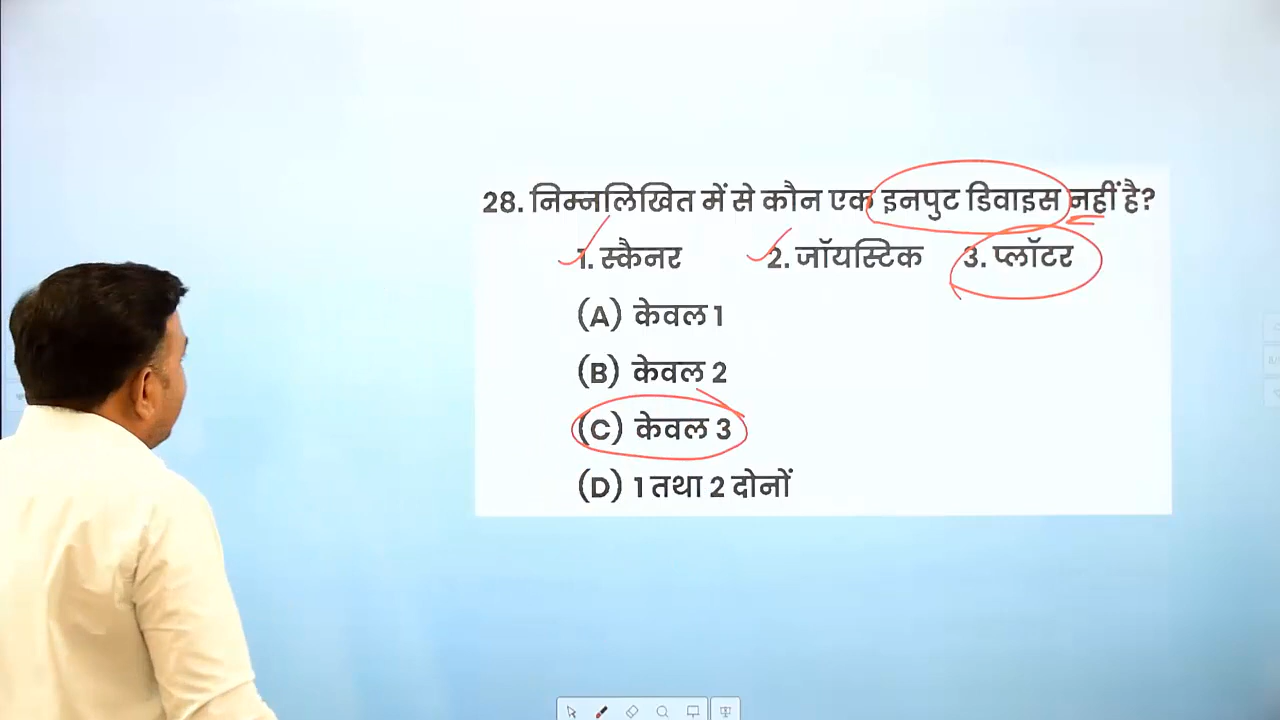 28. निम्नलिखित में से कौन एक इनपुट डिवाइस नहीं है?
1. स्कैनर 2. जॉयस्टिक 3. प्लॉटर
(A) केवल 1
(B) केवल 2
(C) केवल 3
(D) 1 तथा 2 दोनों